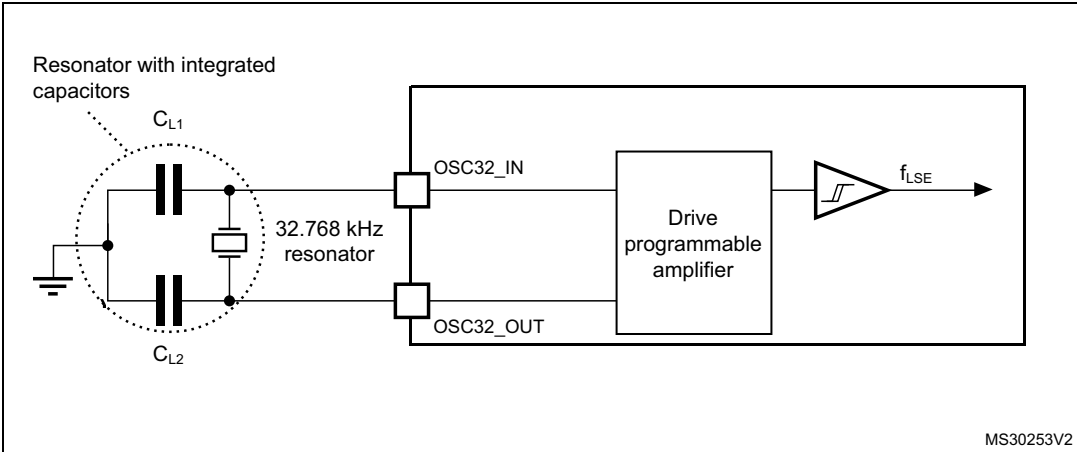 Resonator with integrated
capacitors
CL1
OSC32_IN
fLSE
32.768 kHz
resonator
Drive
programmable
amplifier
OSC32_OUT
CL2
MS30253V2